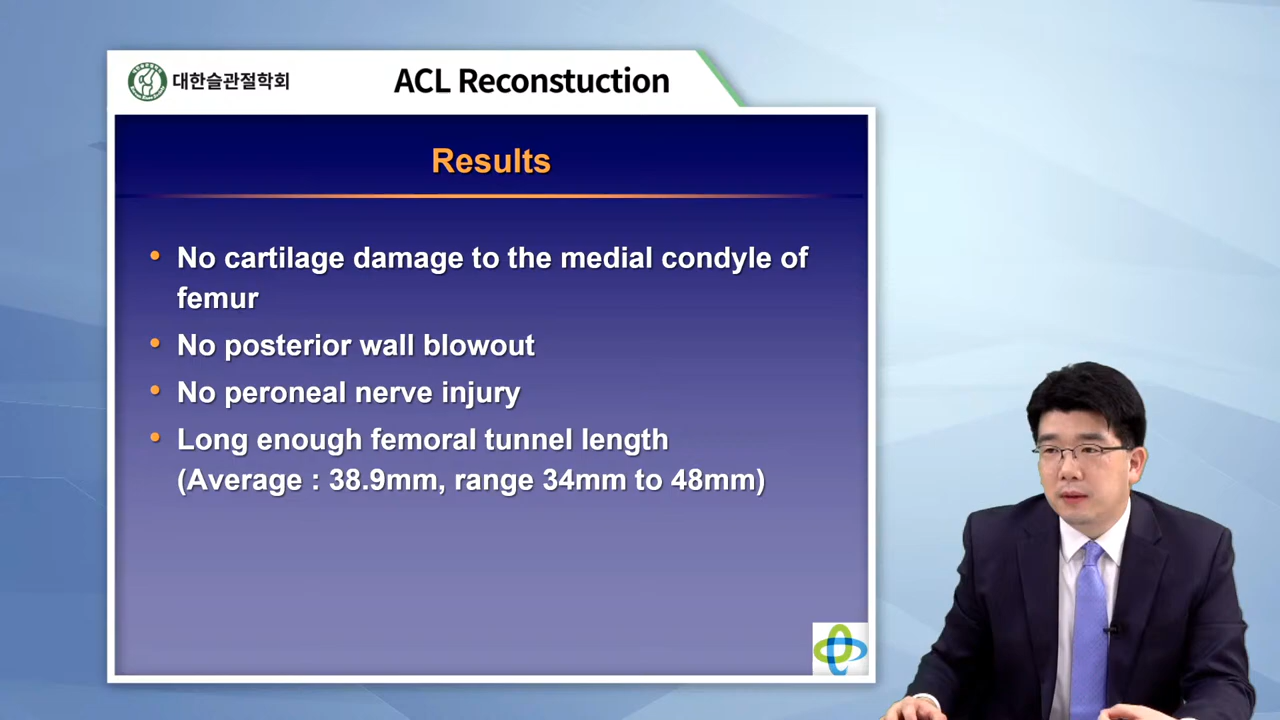 대한슬관절학회
ACL Reconstuction
Results
• No cartilage damage to the medial condyle of
femur
• No posterior wall blowout
• No peroneal nerve injury
• Long enough femoral tunnel length
(Average : 38.9mm, range 34mm to 48mm)